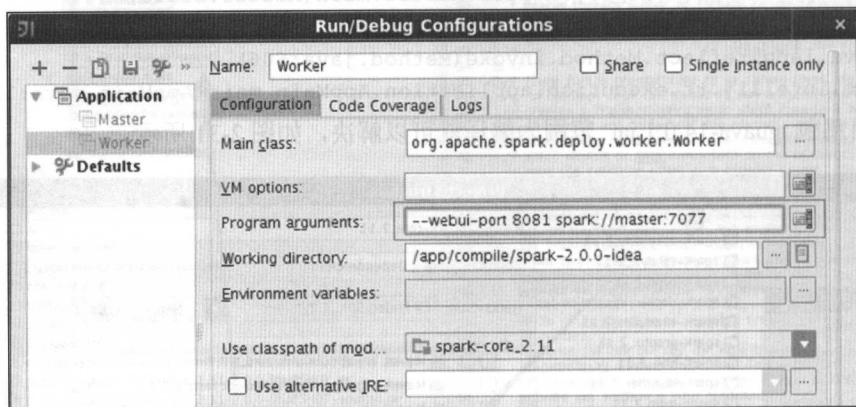 Run/Debug Configurations
Name: Worker Share Single instance only
Application
Master
Worker
Defaults
Configuration Code Coverage Logs
Main class: org.apache.spark.deploy.worker.Worker ...
VM options:
Program arguments: --webui-port 8081 spark://master:7077
Working directory: /app/compile/spark-2.0.0-idea ...
Environment variables: ...
Use classpath of mod... spark-core_2.11
Use alternative JRE: ...